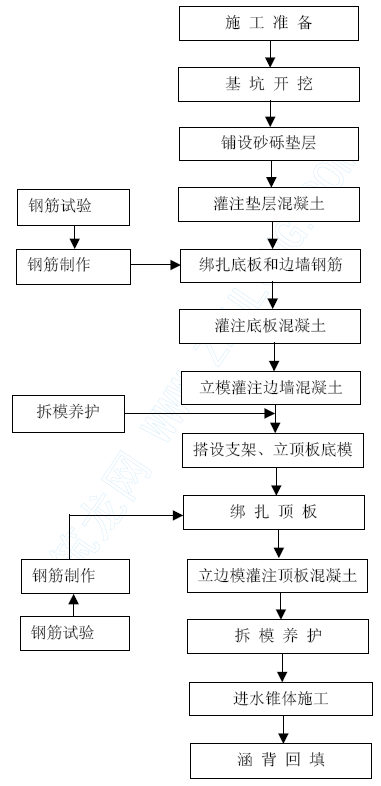 施工准备
基坑开挖
铺设砂砾垫层
灌注垫层混凝土
钢筋试验
钢筋制作
绑扎底板和边墙钢筋
灌注底板混凝土
立模灌注边墙混凝土
拆模养护
搭设支架、立顶板底模
绑扎顶板
钢筋制作
立边模灌注顶板混凝土
钢筋试验
拆模养护
进水锥体施工
涵背回填